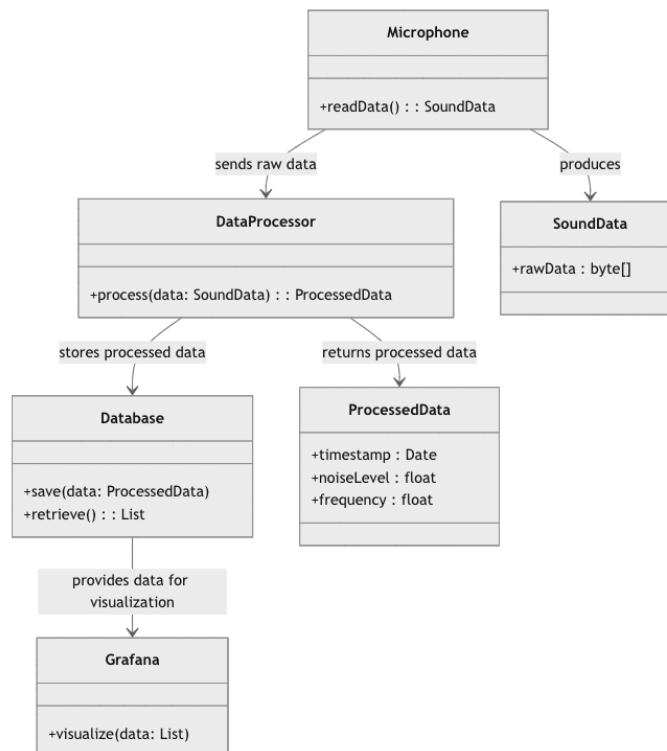 Microphone
+readData() : : SoundData
sends raw data
produces
DataProcessor
+process(data: SoundData) : : ProcessedData
SoundData
+rawData : byte[]
stores processed data
returns processed data
Database
+save(data: ProcessedData)
+retrieve() : : List
ProcessedData
+timestamp : Date
+noiseLevel : float
+frequency : float
provides data for
visualization
Grafana
+visualize(data: List)